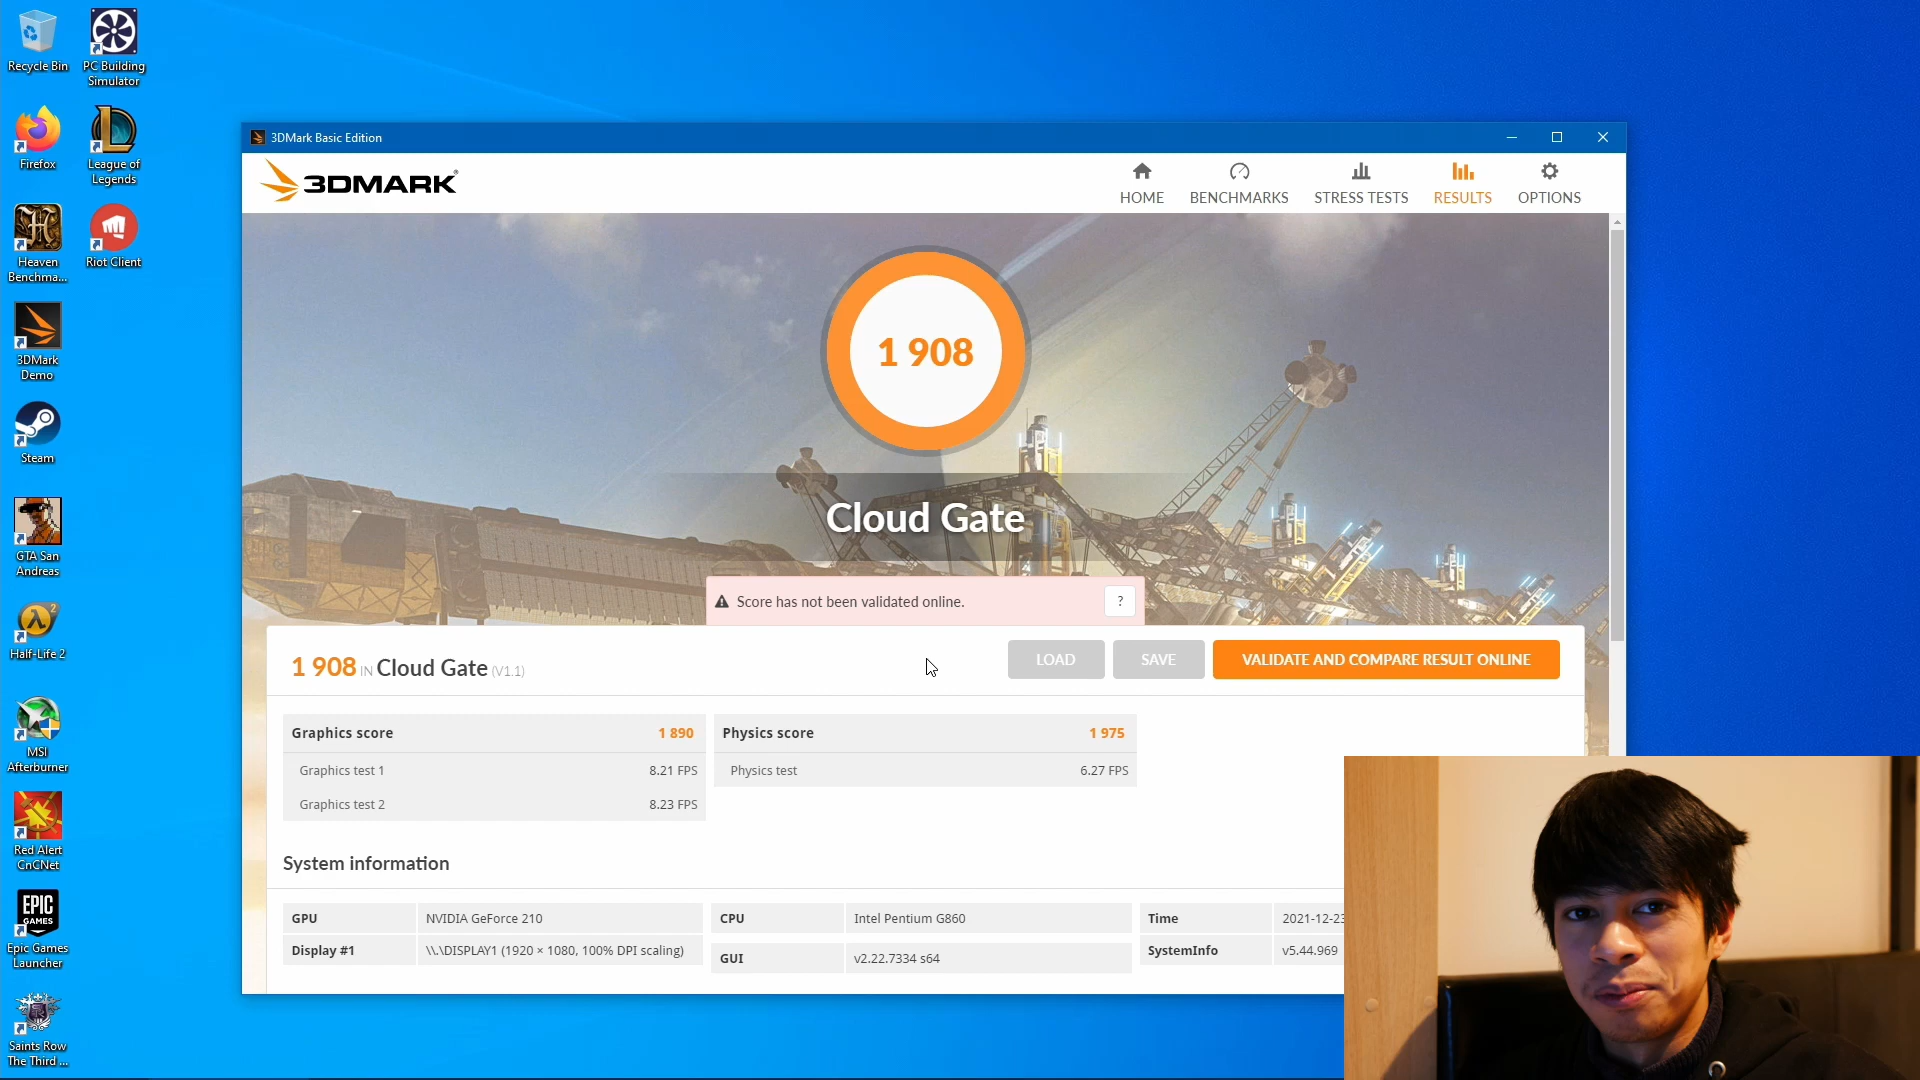 Recycle Bin
PC Building
Simulator
Firefox
League of
Legends
Heaven
Benchma...
Riot Client
3DMark
Demo
Steam
GTA San
Andreas
Half-Life 2
MSI
Afterburner
Red Alert
CnCNet
EPIC
GAMES
Epic Games
Launcher
Saints Row
The Third ...
3DMark Basic Edition
3DMARK®
HOME
BENCHMARKS
STRESS TESTS
RESULTS
OPTIONS
1 908
Cloud Gate
Score has not been validated online.
?
1 908 IN Cloud Gate (V1.1)
LOAD
SAVE
VALIDATE AND COMPARE RESULT ONLINE
Graphics score 1 890
Graphics test 1 8.21 FPS
Graphics test 2 8.23 FPS
Physics score 1 975
Physics test 6.27 FPS
System information
GPU NVIDIA GeForce 210
Display #1 \\.\DISPLAY1 (1920 × 1080, 100% DPI scaling)
CPU Intel Pentium G860
GUI v2.22.7334 s64
Time 2021-12-23
SystemInfo v5.44.969